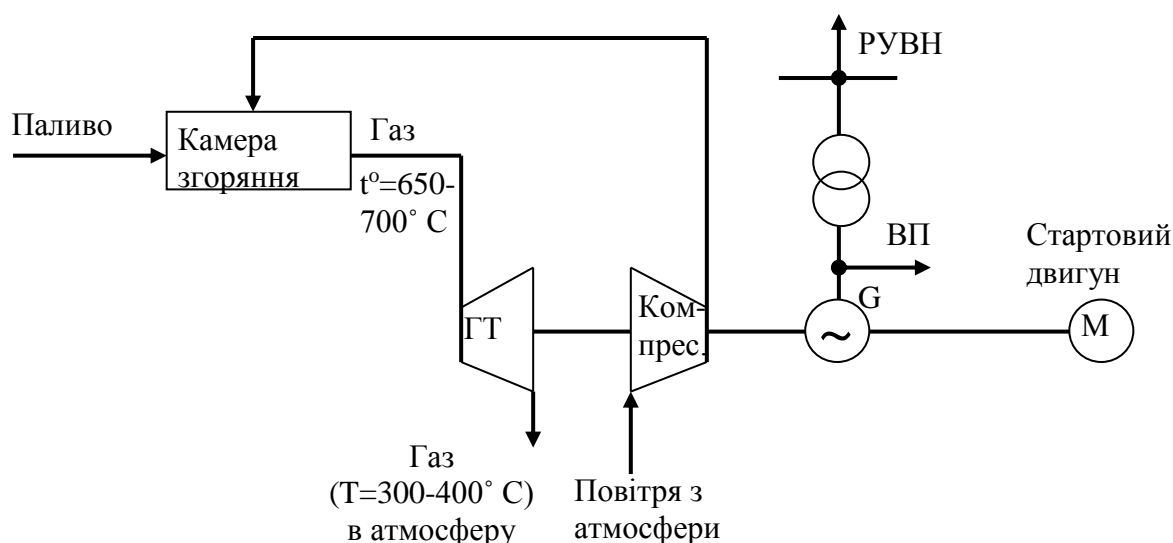 РУВН
Паливо
Камера
згоряння
Газ
tº=650-
700˚ С
ВП
Стартовий
двигун
G
~
М
ГТ
Ком-
прес.
Газ
(Т=300-400˚ С)
в атмосферу
Повітря з
атмосфери